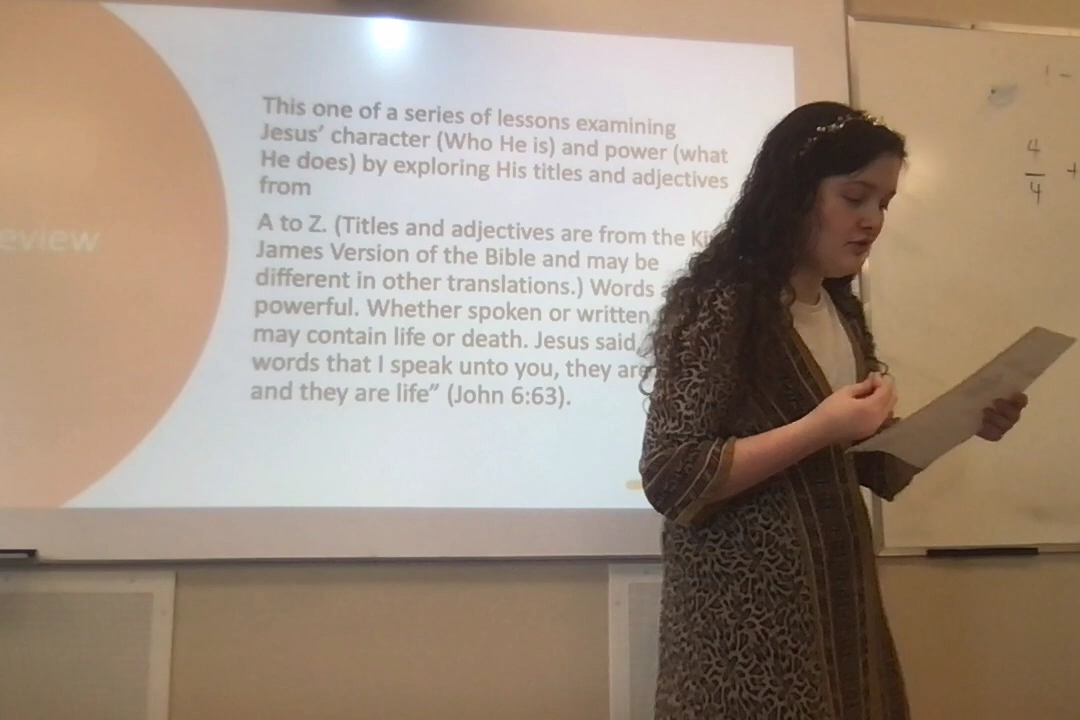 eview
This one of a series of lessons examining
Jesus’ character (Who He is) and power (what
He does) by exploring His titles and adjectives
from
A to Z. (Titles and adjectives are from the Ki
James Version of the Bible and may be
different in other translations.) Words
powerful. Whether spoken or written,
may contain life or death. Jesus said,
words that I speak unto you, they are
and they are life” (John 6:63).
4
4
+